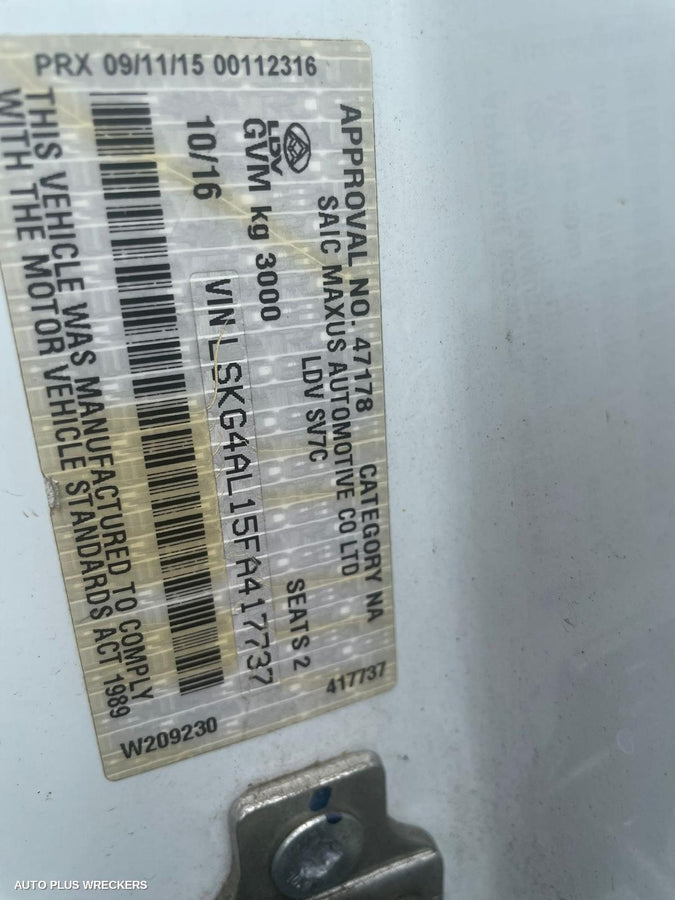 PRX 09/11/15 00112316
APPROVAL NO. 47178 CATEGORY NA
SAIC MAXUS AUTOMOTIVE CO LTD
LDV
LDV SV7C
GVM kg 3000 SEATS 2
10/16
VIN LSKG4AL15FA417737
THIS VEHICLE WAS MANUFACTURED TO COMPLY
WITH THE MOTOR VEHICLE STANDARDS ACT 1989
417737
W209230
AUTO PLUS WRECKERS